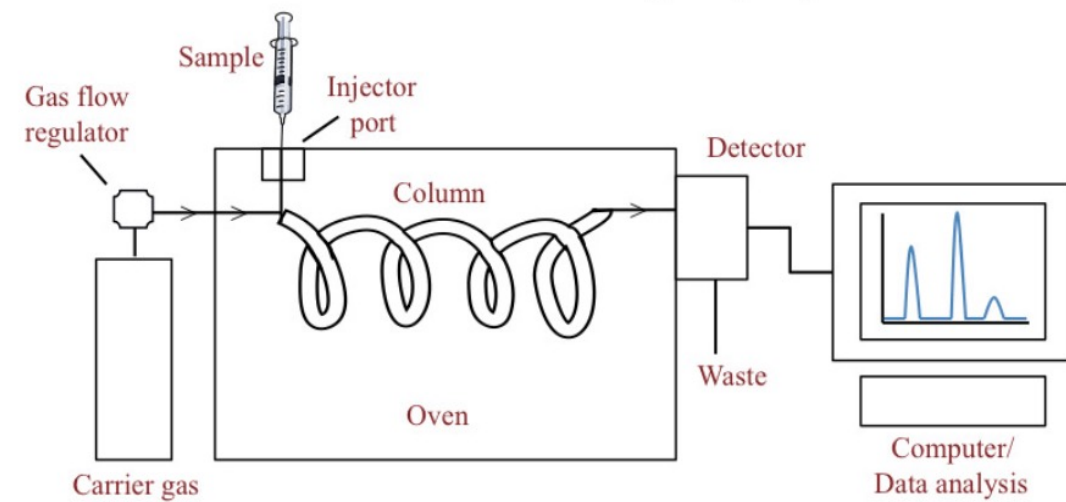 Sample
Gas flow
regulator
Injector
port
Detector
Column
Waste
Oven
Carrier gas
Computer/
Data analysis